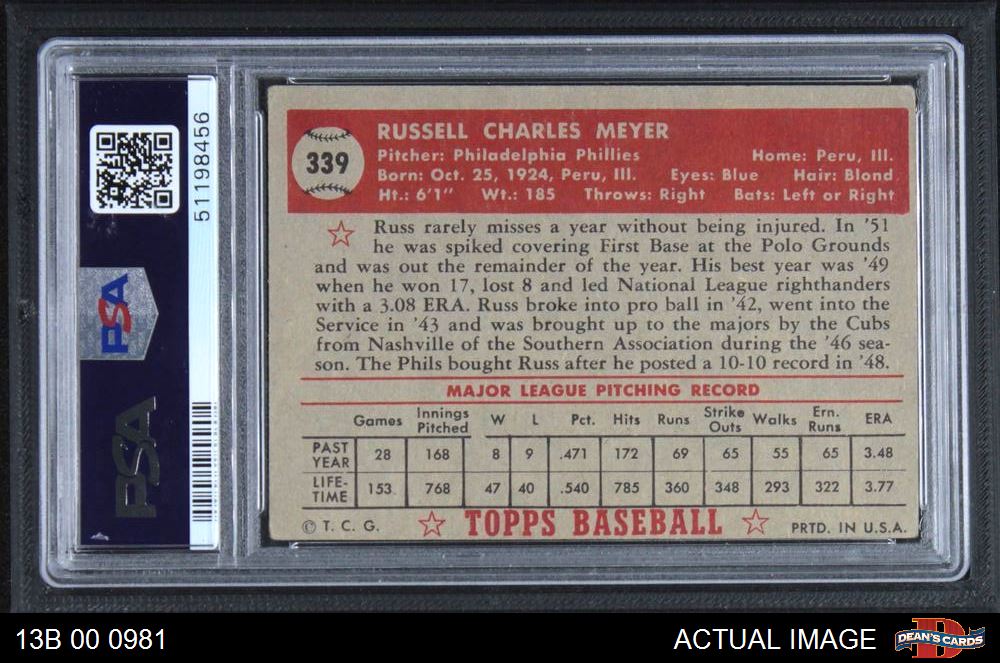 51198456
PSA
PSA
339
RUSSELL CHARLES MEYER
Pitcher: Philadelphia Phillies Home: Peru, Ill.
Born: Oct. 25, 1924, Peru, Ill. Eyes: Blue Hair: Blond
Ht.: 6'1" Wt.: 185 Throws: Right Bats: Left or Right
Russ rarely misses a year without being injured. In '51
he was spiked covering First Base at the Polo Grounds
and was out the remainder of the year. His best year was '49
when he won 17, lost 8 and led National League righthanders
with a 3.08 ERA. Russ broke into pro ball in '42, went into the
Service in '43 and was brought up to the majors by the Cubs
from Nashville of the Southern Association during the '46 sea-
son. The Phils bought Russ after he posted a 10-10 record in '48.
MAJOR LEAGUE PITCHING RECORD
Games Innings Pitched W L Pct. Hits Runs Strike Outs Walks Ern. Runs ERA
PAST YEAR 28 168 8 9 .471 172 69 65 55 65 3.48
LIFE-TIME 153 768 47 40 .540 785 360 348 293 322 3.77
© T. C. G. TOPPS BASEBALL PRTD. IN U.S.A.
13B 00 0981 ACTUAL IMAGE D DEAN'S CARDS